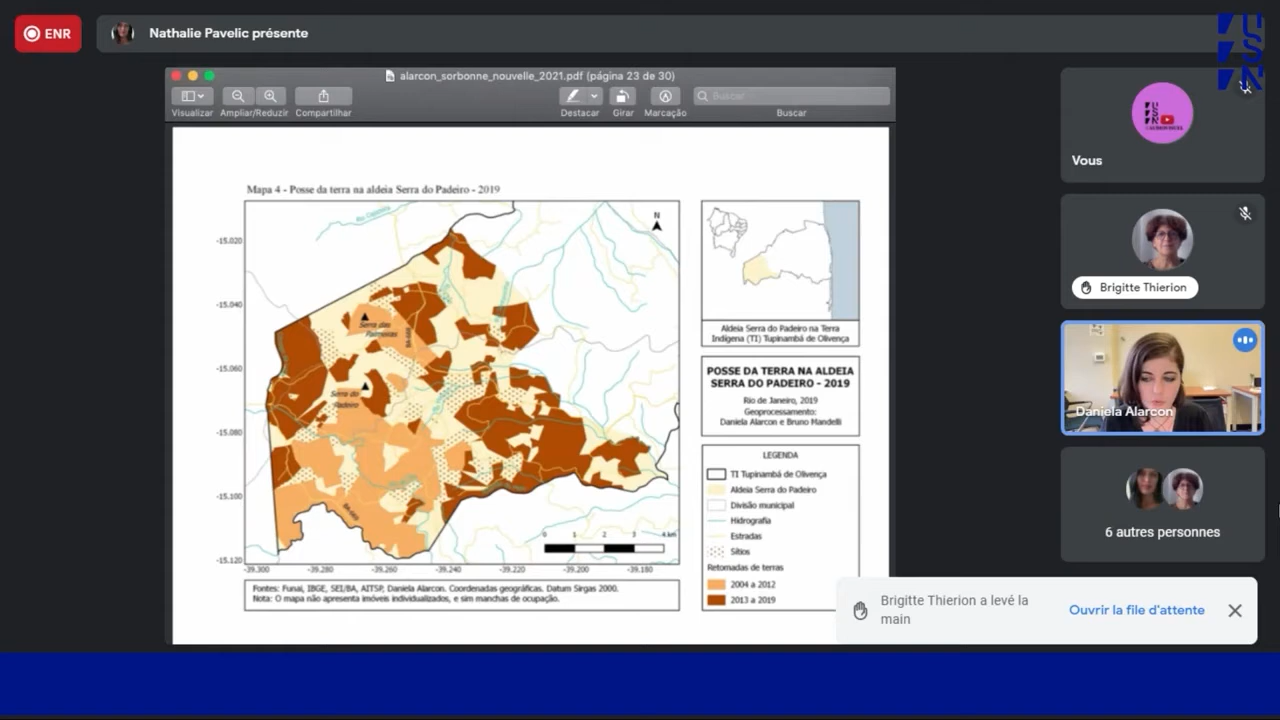 ENR
Nathalie Pavelic présente
USN
alarcon_sorbonne_nouvelle_2021.pdf (página 23 de 30)
Visualizar
Ampliar/Reduzir
Compartilhar
Destacar
Girar
Marcação
Buscar
Buscar
Mapa 4 - Posse da terra na aldeia Serra do Padeiro - 2019
N
-15.020
-15.040
-15.060
-15.080
-15.100
-15.120
Serra das
Palmeiras
Serra do
Padeiro
BA-669
0 1 2 3 4 km
-39.300 -39.280 -39.260 -39.240 -39.220 -39.200 -39.180
Fontes: Funai, IBGE, SEI/BA, AITSP, Daniela Alarcon. Coordenadas geográficas. Datum Sirgas 2000.
Nota: O mapa não apresenta imóveis individualizados, e sim manchas de ocupação.
Aldeia Serra do Padeiro na Terra
Indígena (TI) Tupinambá de Olivença
POSSE DA TERRA NA ALDEIA
SERRA DO PADEIRO - 2019
Rio de Janeiro, 2019
Geoprocessamento:
Daniela Alarcon e Bruno Mandelli
LEGENDA
TI Tupinambá de Olivença
Aldeia Serra do Padeiro
Divisão municipal
Hidrografia
Estradas
Sítios
Retomadas de terras
2004 a 2012
2013 a 2019
Vous
Brigitte Thierion
Daniela Alarcon
6 autres personnes
Brigitte Thierion a levé la
main
Ouvrir la file d'attente